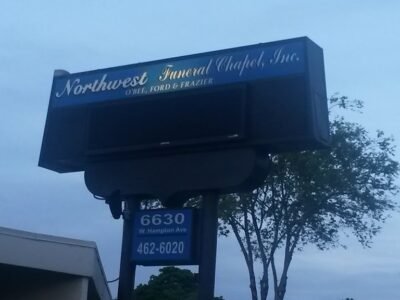 Northwest Funeral Chapel, Inc.
O'BEE, FORD & FRAZIER
6630
W. Hampton Ave
462-6020